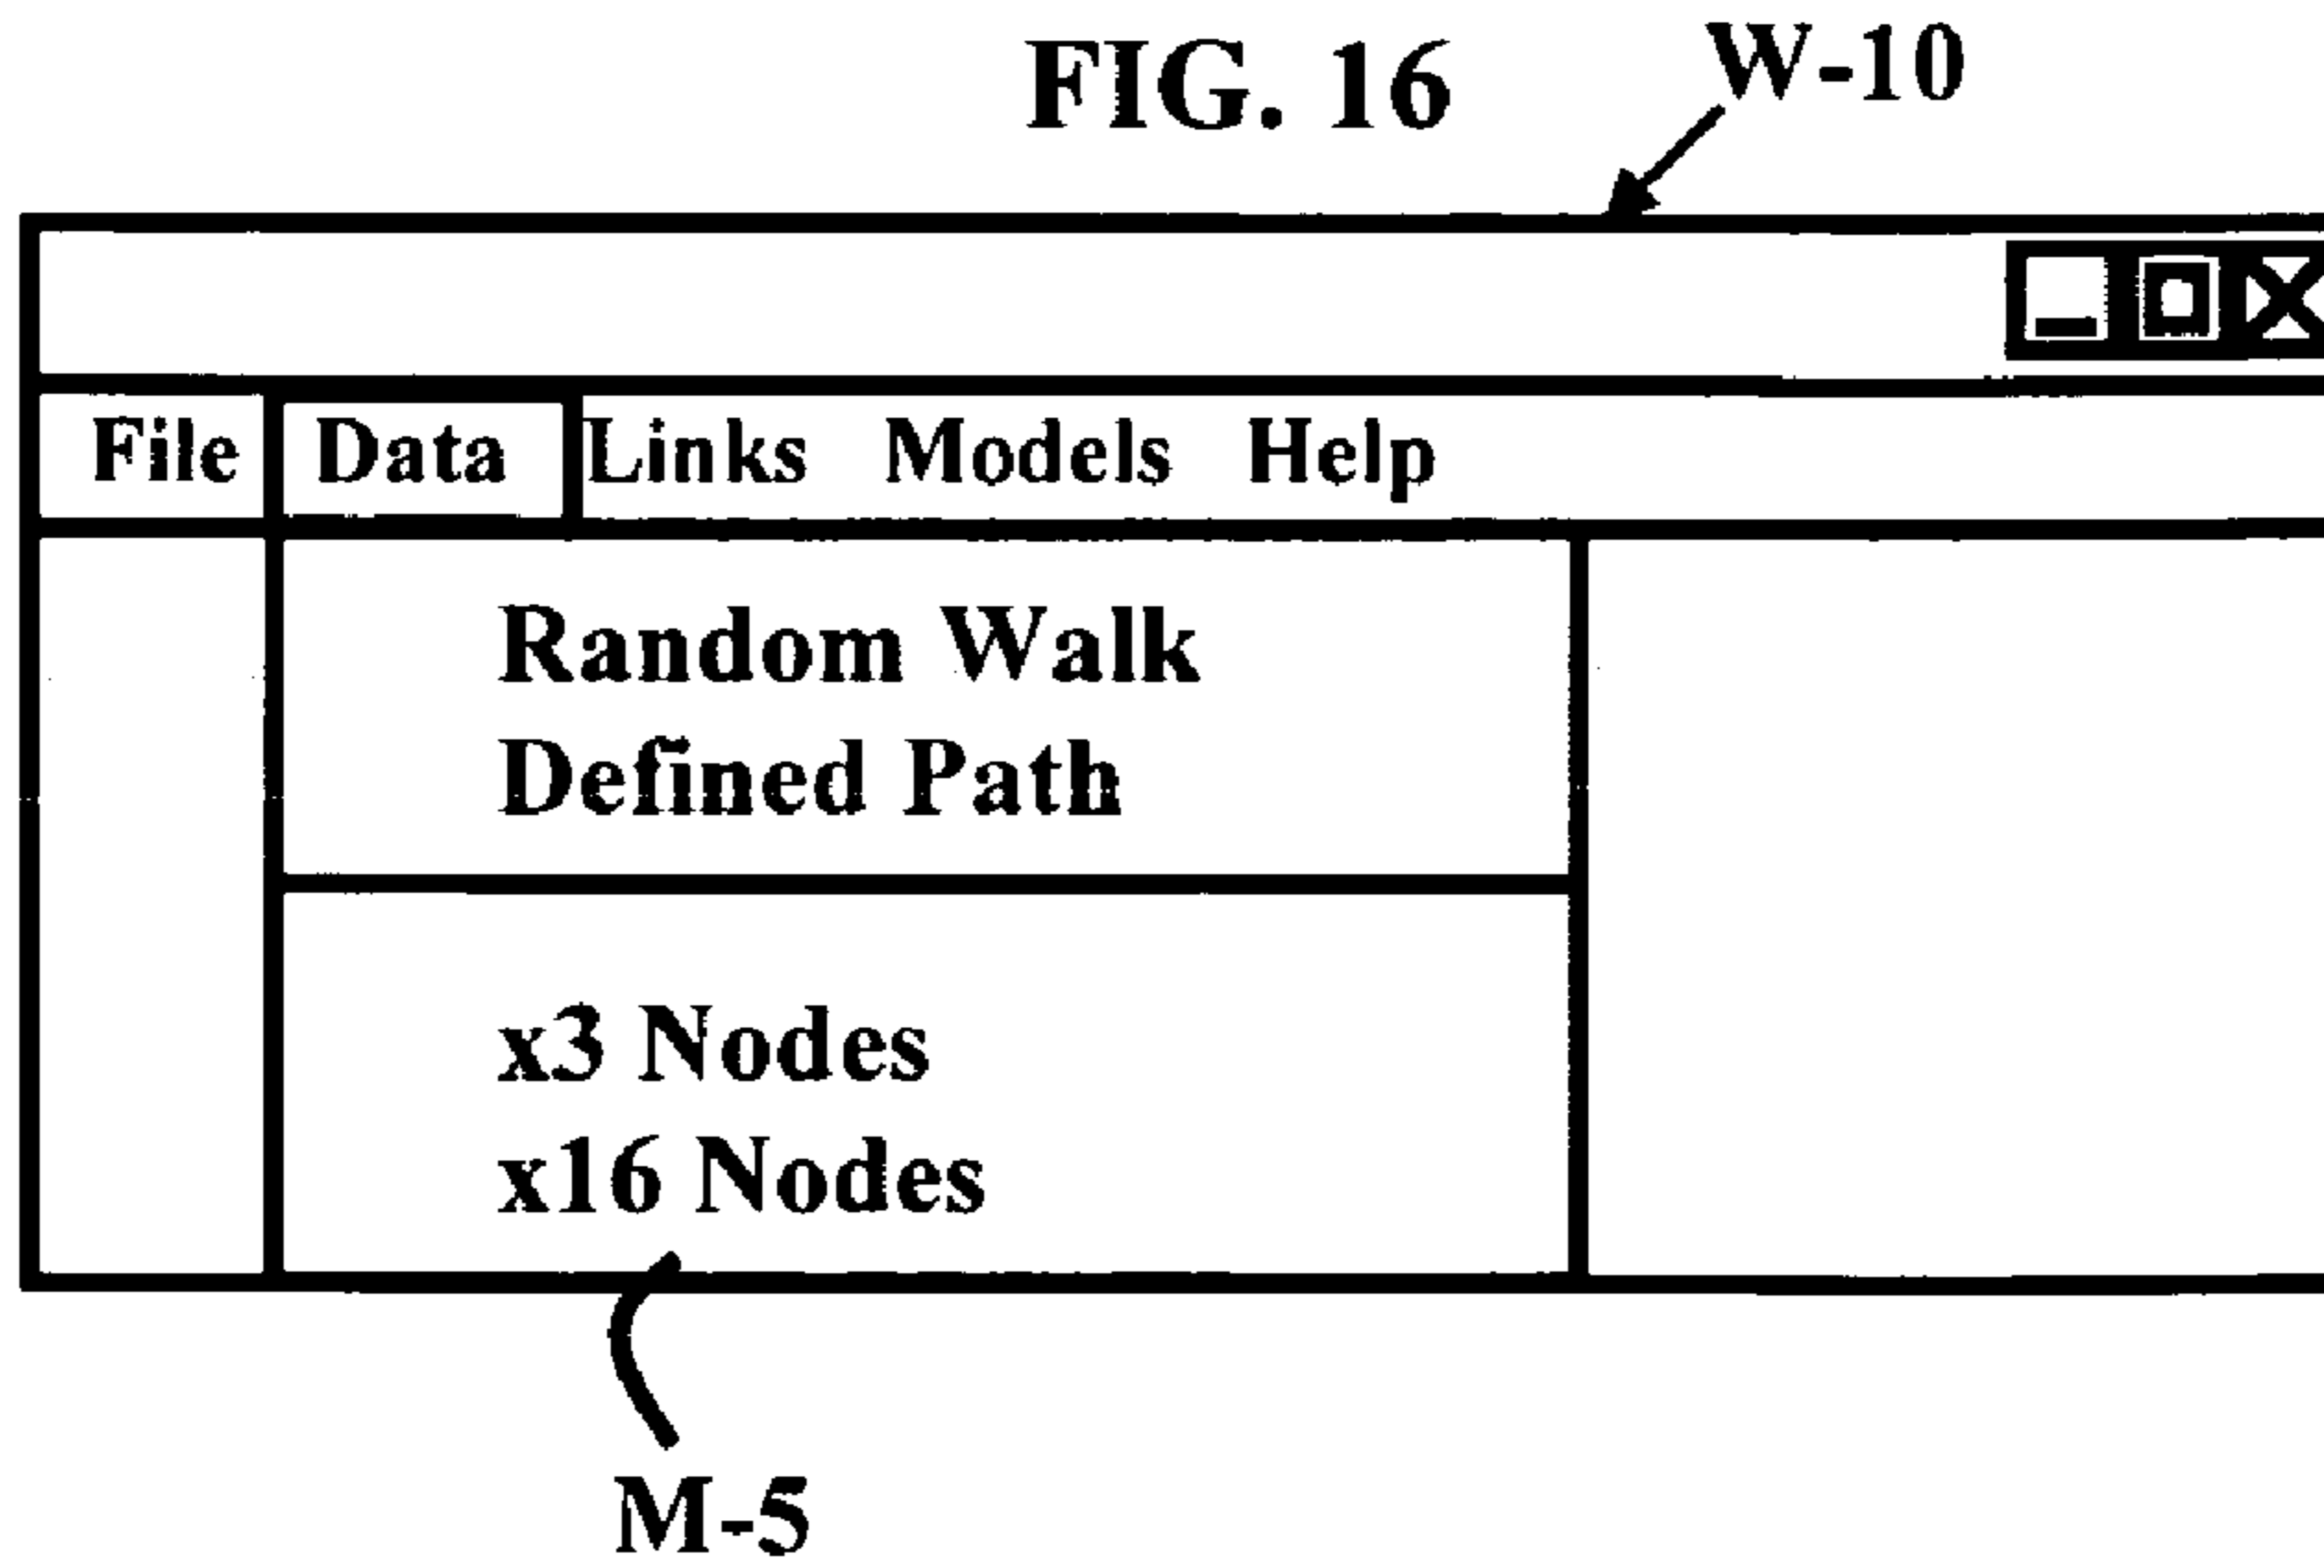 FIG. 16
W-10
File Data Links Models Help
Random Walk
Defined Path
x3 Nodes
x16 Nodes
M-5